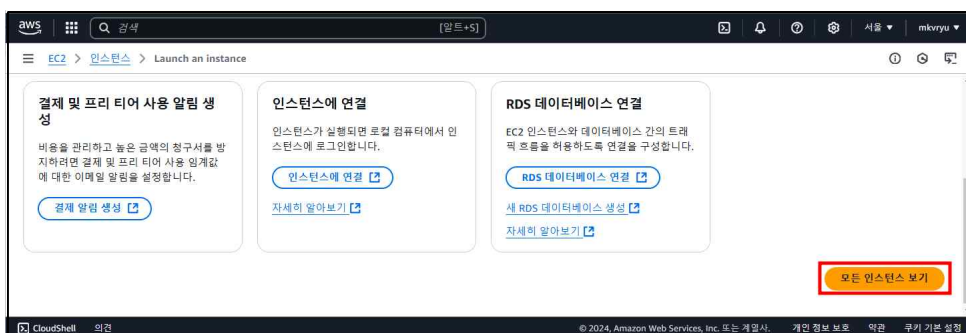 aws 검색 [알트+S] 서울 ▼ mkvryu ▼
EC2 > 인스턴스 > Launch an instance
결제 및 프리 티어 사용 알림 생
성
비용을 관리하고 높은 금액의 청구서를 방
지하려면 결제 및 프리 티어 사용 임계값
에 대한 이메일 알림을 설정합니다.
결제 알림 생성
인스턴스에 연결
인스턴스가 실행되면 로컬 컴퓨터에서 인
스턴스에 로그인합니다.
인스턴스에 연결
자세히 알아보기
RDS 데이터베이스 연결
EC2 인스턴스와 데이터베이스 간의 트래
픽 흐름을 허용하도록 연결을 구성합니다.
RDS 데이터베이스 연결
새 RDS 데이터베이스 생성
자세히 알아보기
모든 인스턴스 보기
CloudShell 의견 © 2024, Amazon Web Services, Inc. 또는 계열사. 개인 정보 보호 약관 쿠키 기본 설정